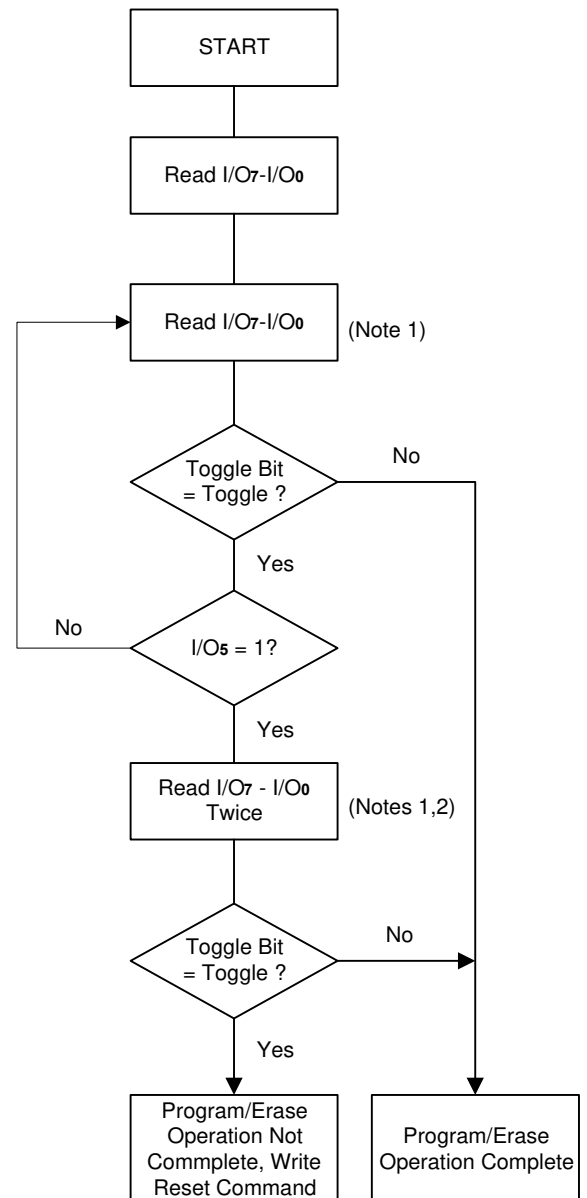 START
Read I/O7-I/O0
Read I/O7-I/O0
(Note 1)
Toggle Bit
= Toggle ?
No
Yes
No
I/O5 = 1?
Yes
Read I/O7 - I/O0
Twice
(Notes 1,2)
Toggle Bit
= Toggle ?
No
Yes
Program/Erase
Operation Not
Commplete, Write
Reset Command
Program/Erase
Operation Complete